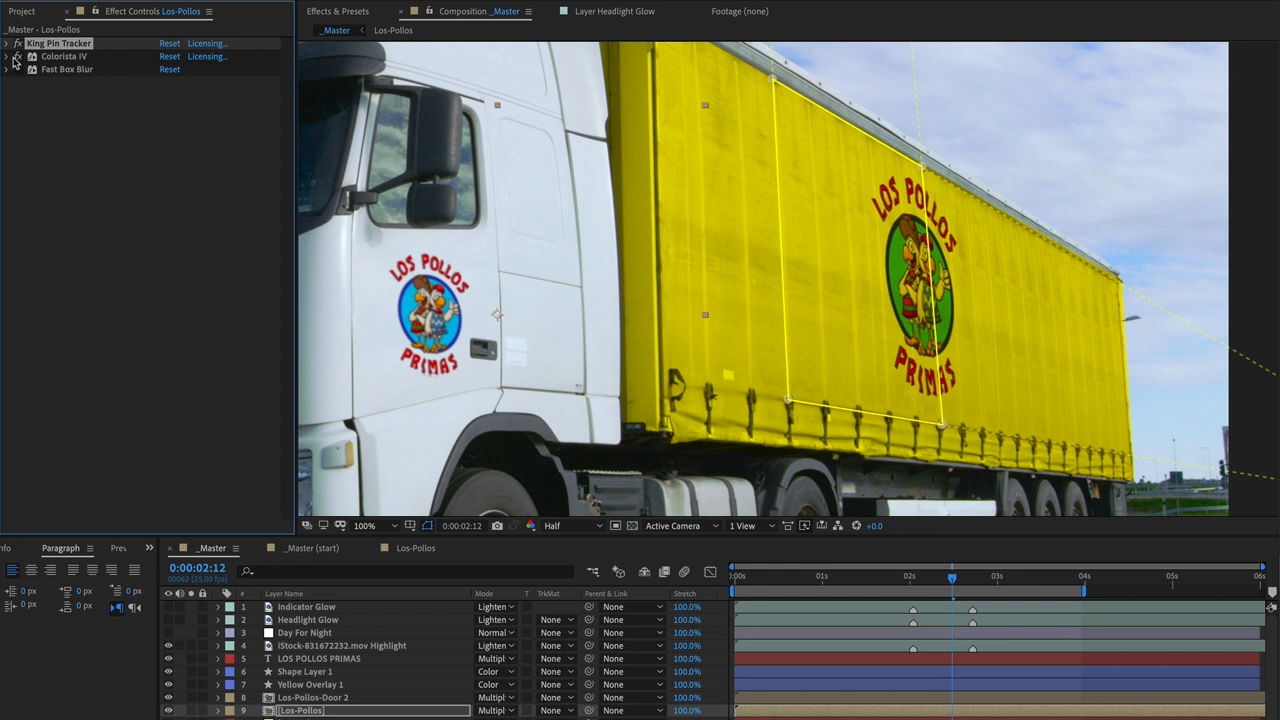 Project
Effect Controls Los-Pollos
Effects & Presets
Composition _Master
Layer Headlight Glow
Footage (none)
_Master • Los-Pollos
_Master
Los-Pollos
fx King Pin Tracker Reset Licensing...
fx Colorista IV Reset Licensing...
Fast Box Blur Reset
LOS POLLOS
PRIMAS
LOS POLLOS
PRIMAS
100%
0:00:02:12
Half
Active Camera
1 View
+0.0
nfo
Paragraph
Prev
_Master
_Master (start)
Los-Pollos
0:00:02:12
00062 (25.00 fps)
0 px
0 px
0 px
0 px
0 px
:00s 01s 02s 03s 04s 05s 06s
# Layer Name Mode T TrkMat Parent & Link Stretch
1 Indicator Glow Lighten None 100.0%
2 Headlight Glow Lighten None None 100.0%
3 Day For Night Normal None None 100.0%
4 iStock-831672232.mov Highlight Lighten None None 100.0%
5 T LOS POLLOS PRIMAS Multipl None None 100.0%
6 Shape Layer 1 Color None None 100.0%
7 Yellow Overlay 1 Color None None 100.0%
8 Los-Pollos-Door 2 Multipl None None 100.0%
9 [Los-Pollos] Multipl None None 100.0%